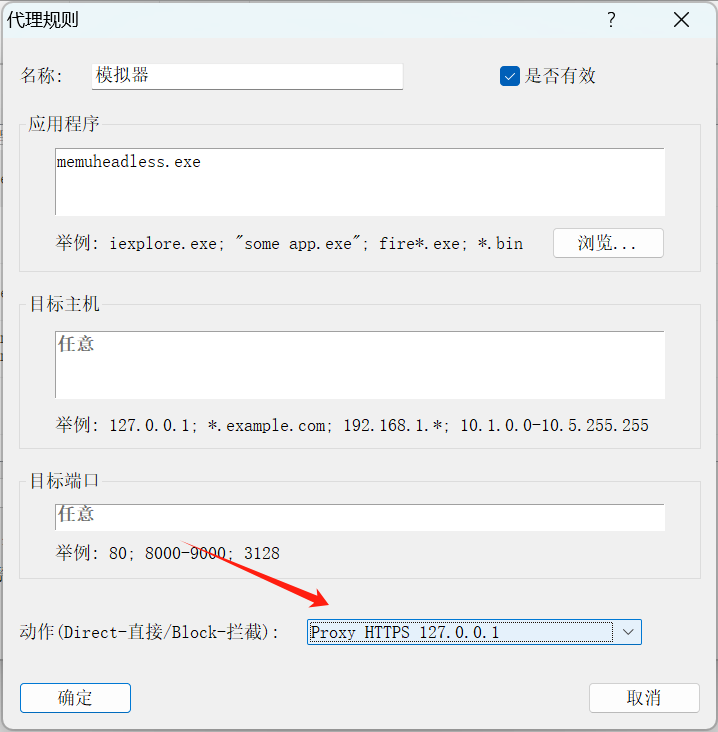 代理规则
名称: 模拟器 是否有效
应用程序
memuheadless.exe
举例: iexplore.exe; "some app.exe"; fire*.exe; *.bin 浏览...
目标主机
任意
举例: 127.0.0.1; *.example.com; 192.168.1.*; 10.1.0.0-10.5.255.255
目标端口
任意
举例: 80; 8000-9000; 3128
动作(Direct-直接/Block-拦截): Proxy HTTPS 127.0.0.1
确定 取消